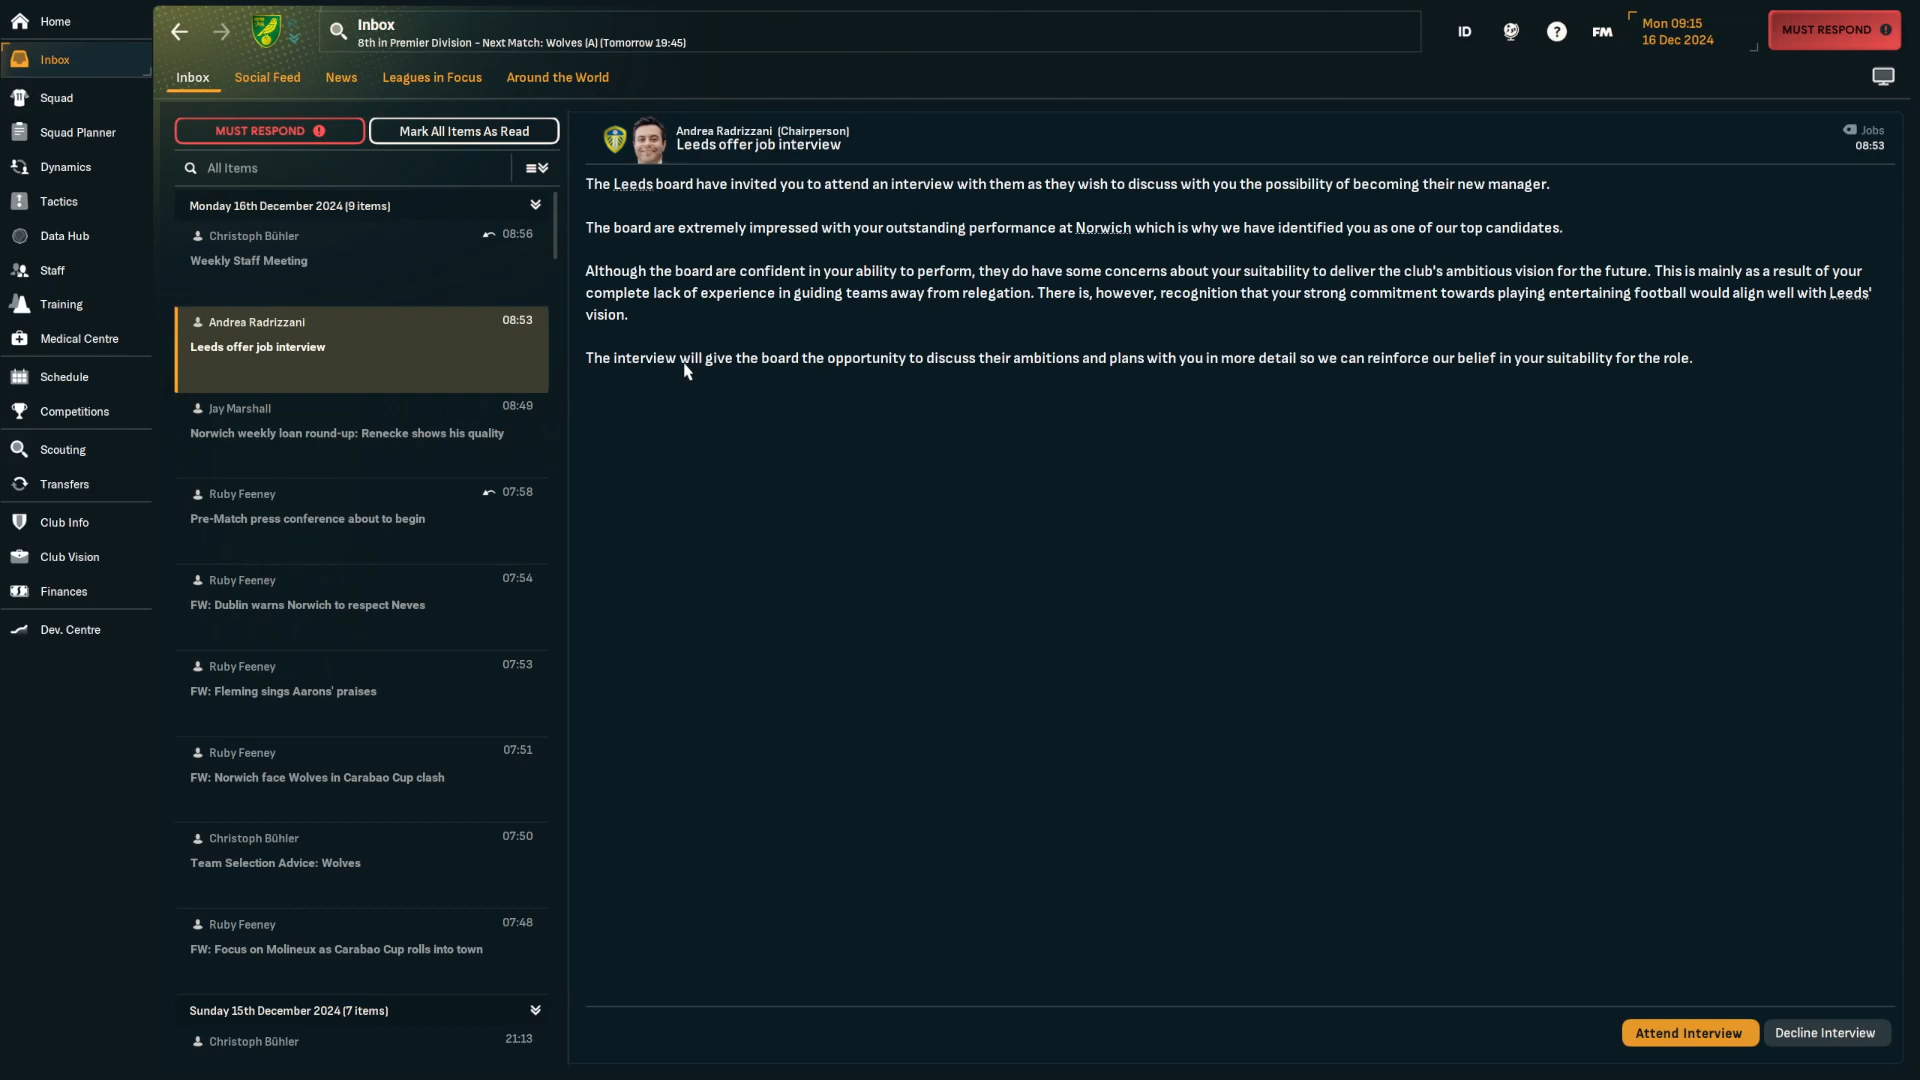 Home
Inbox
Squad
Squad Planner
Dynamics
Tactics
Data Hub
Staff
Training
Medical Centre
Schedule
Competitions
Scouting
Transfers
Club Info
Club Vision
Finances
Dev. Centre
Inbox
8th in Premier Division - Next Match: Wolves (A) (Tomorrow 19:45)
ID
?
FM
Mon 09:15
16 Dec 2024
MUST RESPOND !
Inbox Social Feed News Leagues in Focus Around the World
MUST RESPOND ! Mark All Items As Read
All Items
Monday 16th December 2024 (9 items)
Christoph Bühler 08:56
Weekly Staff Meeting
Andrea Radrizzani 08:53
Leeds offer job interview
Jay Marshall 08:49
Norwich weekly loan round-up: Renecke shows his quality
Ruby Feeney 07:58
Pre-Match press conference about to begin
Ruby Feeney 07:54
FW: Dublin warns Norwich to respect Neves
Ruby Feeney 07:53
FW: Fleming sings Aarons' praises
Ruby Feeney 07:51
FW: Norwich face Wolves in Carabao Cup clash
Christoph Bühler 07:50
Team Selection Advice: Wolves
Ruby Feeney 07:48
FW: Focus on Molineux as Carabao Cup rolls into town
Sunday 15th December 2024 (7 items)
Christoph Bühler 21:13
Andrea Radrizzani (Chairperson)
Leeds offer job interview
Jobs
08:53
The Leeds board have invited you to attend an interview with them as they wish to discuss with you the possibility of becoming their new manager.
The board are extremely impressed with your outstanding performance at Norwich which is why we have identified you as one of our top candidates.
Although the board are confident in your ability to perform, they do have some concerns about your suitability to deliver the club's ambitious vision for the future. This is mainly as a result of your
complete lack of experience in guiding teams away from relegation. There is, however, recognition that your strong commitment towards playing entertaining football would align well with Leeds'
vision.
The interview will give the board the opportunity to discuss their ambitions and plans with you in more detail so we can reinforce our belief in your suitability for the role.
Attend Interview Decline Interview